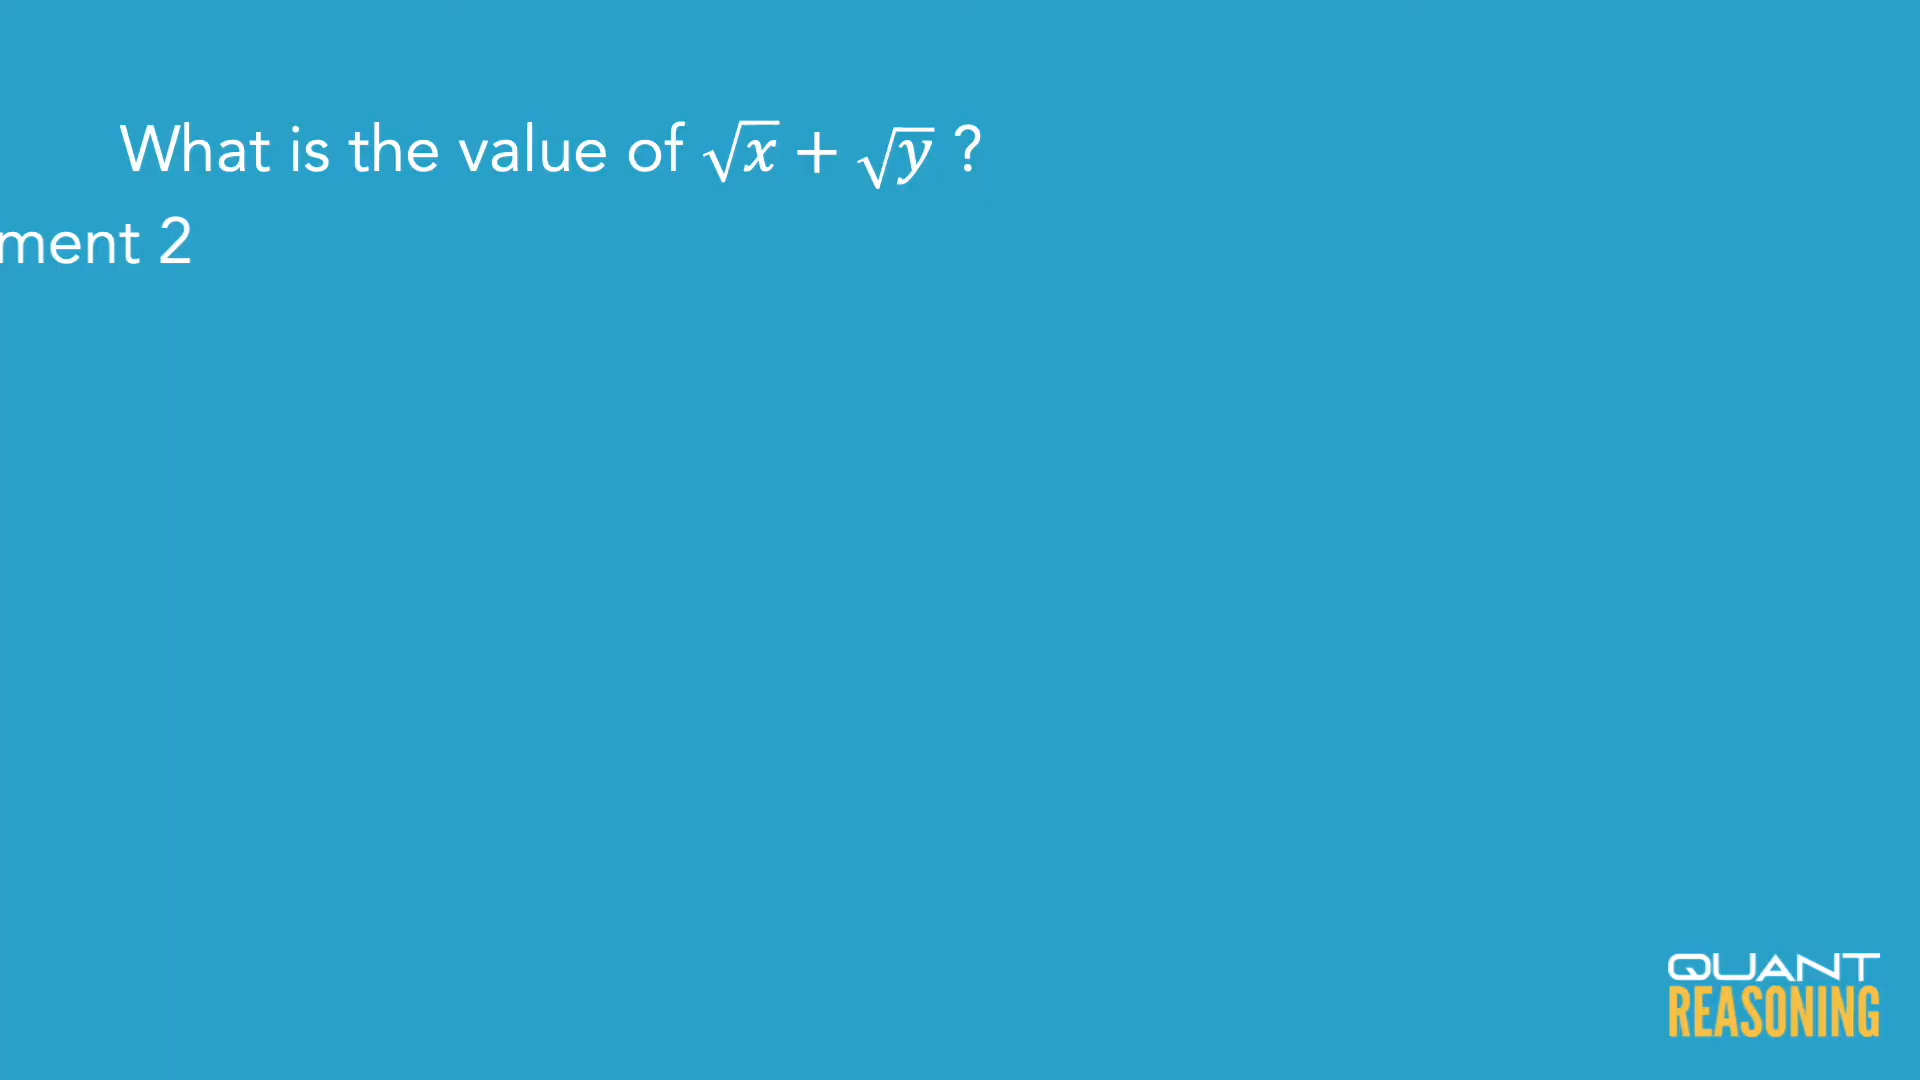 What is the value of √x + √y ?
ment 2
QUANT
REASONING